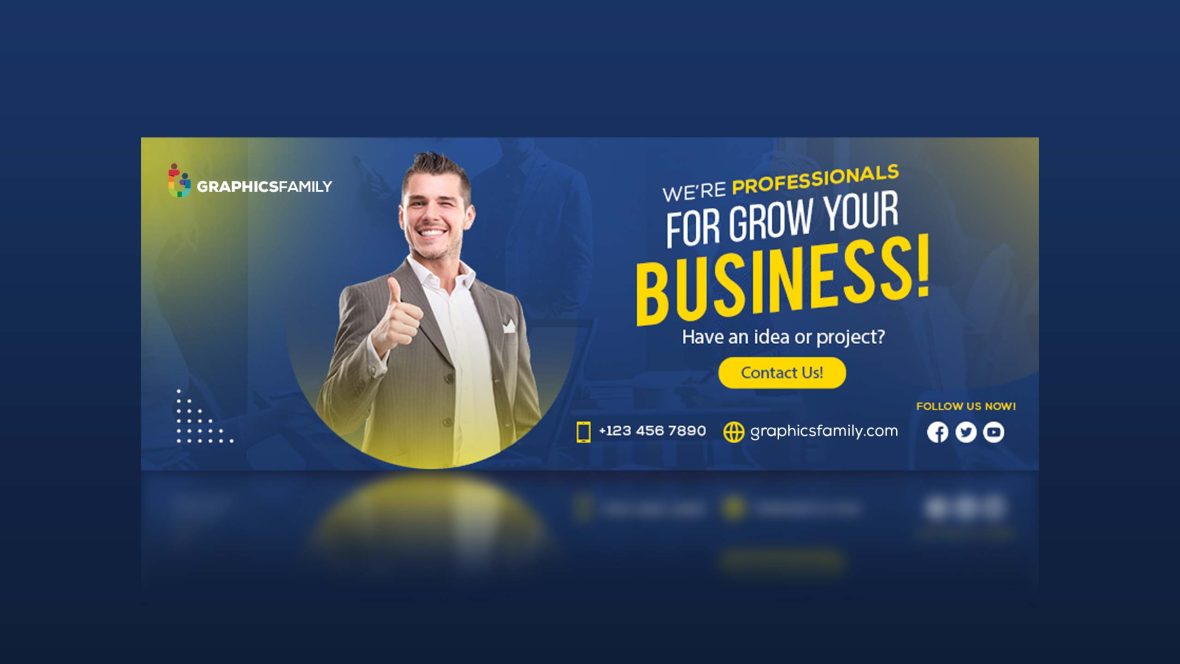 GRAPHICSFAMILY
WE'RE PROFESSIONALS
FOR GROW YOUR
BUSINESS!
Have an idea or project?
Contact Us!
FOLLOW US NOW!
+123 456 7890
graphicsfamily.com